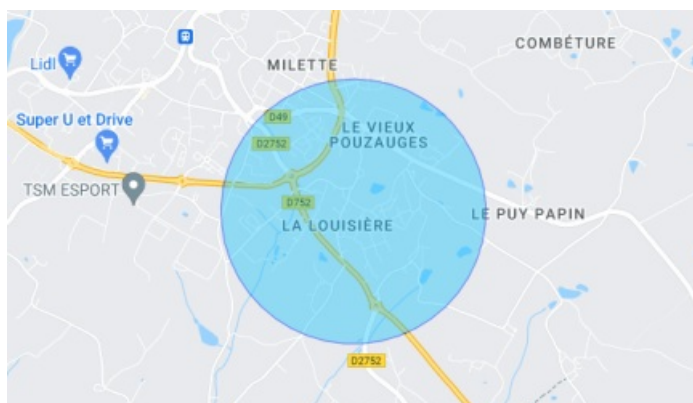 COMBÉTURE
Lidl
MILETTE
Super U et Drive
D49
LE VIEUX
POUZAUGES
D2752
TSM ESPORT
D752
LE PUY PAPIN
LA LOUISIÈRE
D2752